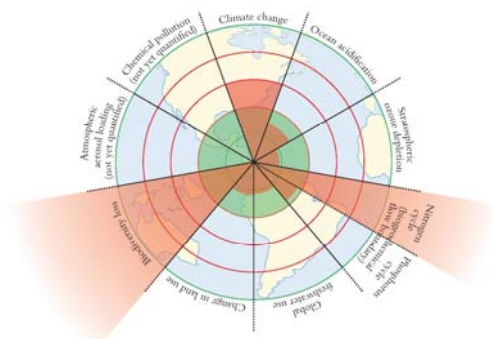 Climate change
Ocean acidification
Stratospheric
ozone depletion
Nitrogen
cycle
(biogeochemical
flow boundary)
Phosphorus
cycle
Global
freshwater use
Change in land use
Biodiversity loss
Atmospheric
aerosol loading
(not yet quantified)
Chemical pollution
(not yet quantified)